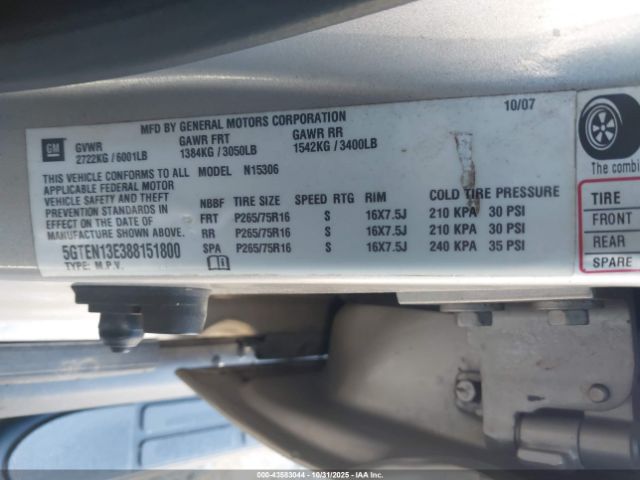 MFD BY GENERAL MOTORS CORPORATION 10/07
GM
GVWR GAWR FRT GAWR RR
2722KG / 6001LB 1384KG / 3050LB 1542KG / 3400LB
THIS VEHICLE CONFORMS TO ALL MODEL N15306
APPLICABLE FEDERAL MOTOR
VEHICLE SAFETY AND THEFT
PREVENTION STANDARDS IN
EFFECT ON THE DATE OF
MANUFACTURE SHOWN ABOVE.
5GTEN13E388151800
TYPE: M.P.V.
NBBF TIRE SIZE SPEED RTG RIM COLD TIRE PRESSURE
FRT P265/75R16 S 16X7.5J 210 KPA 30 PSI
RR P265/75R16 S 16X7.5J 210 KPA 30 PSI
SPA P265/75R16 S 16X7.5J 240 KPA 35 PSI
The combi
TIRE
FRONT
REAR
SPARE
000-43583044 - 10/31/2025 - IAA Inc.